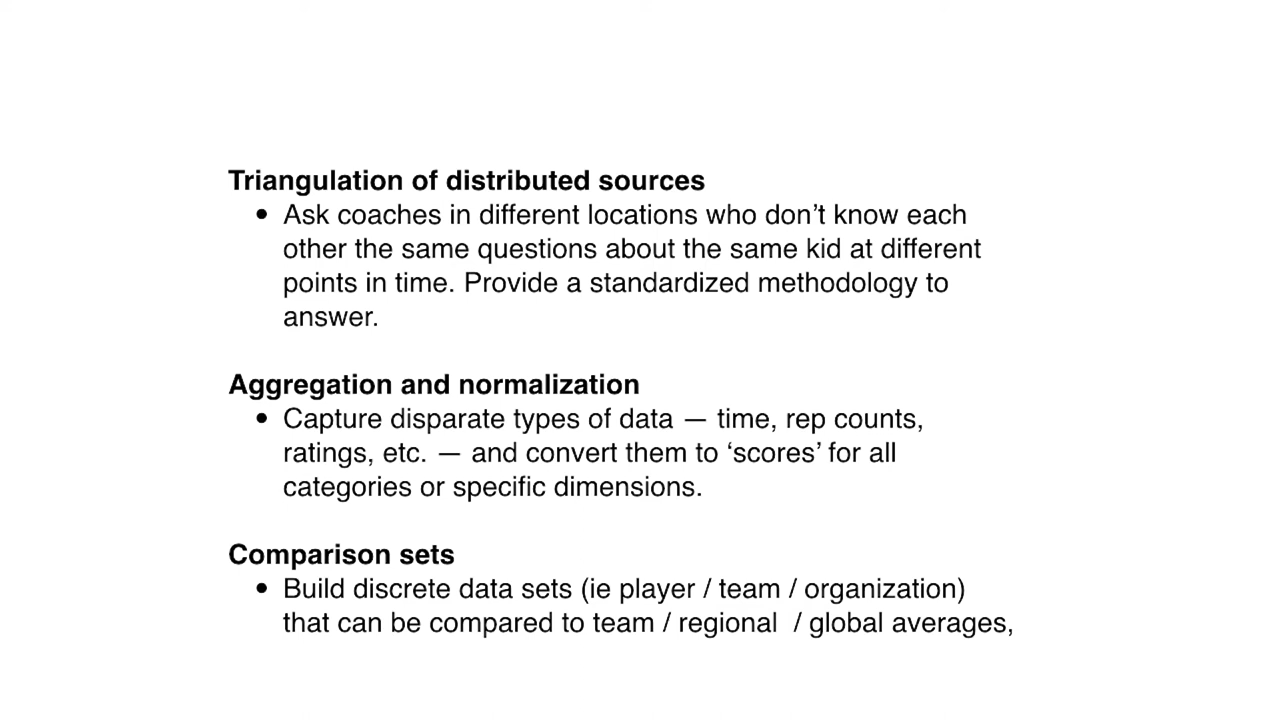 Triangulation of distributed sources
• Ask coaches in different locations who don’t know each
other the same questions about the same kid at different
points in time. Provide a standardized methodology to
answer.
Aggregation and normalization
• Capture disparate types of data — time, rep counts,
ratings, etc. — and convert them to ‘scores’ for all
categories or specific dimensions.
Comparison sets
• Build discrete data sets (ie player / team / organization)
that can be compared to team / regional  / global averages,